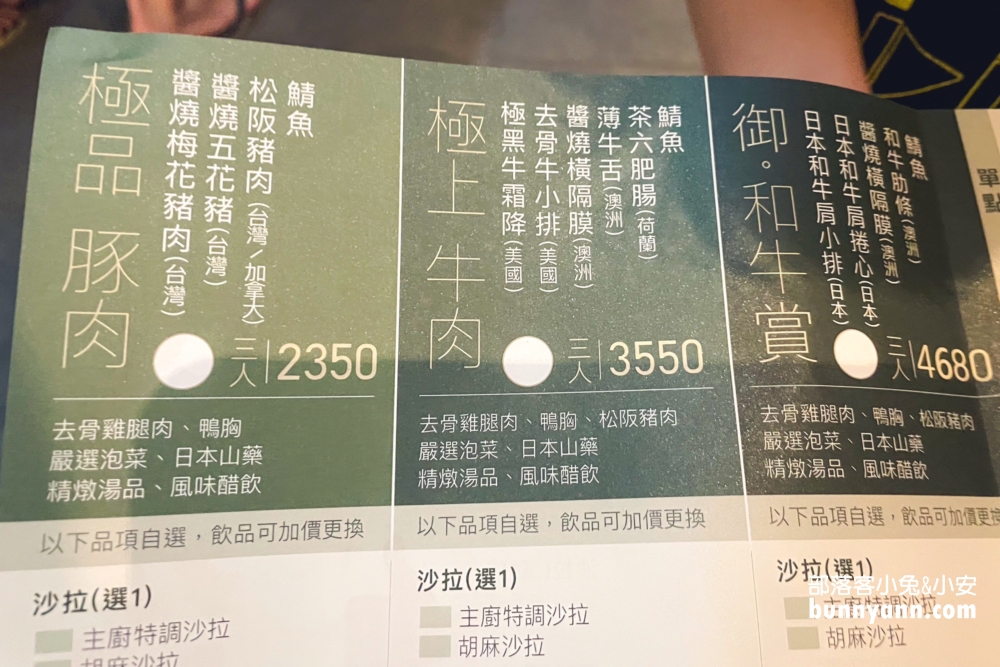 極品 豚肉
鯖魚
松阪豬肉(台灣/加拿大)
醬燒五花豬(台灣)
醬燒梅花豬肉(台灣)
三人 2350
去骨雞腿肉、鴨胸
嚴選泡菜、日本山藥
精燉湯品、風味醋飲
以下品項自選，飲品可加價更換
沙拉(選1)
主廚特調沙拉
胡麻沙拉
極上 牛肉
鯖魚
茶六肥腸(荷蘭)
薄牛舌(澳洲)
醬燒橫隔膜(澳洲)
去骨牛小排(美國)
極黑牛霜降(美國)
三人 3550
去骨雞腿肉、鴨胸、松阪豬肉
嚴選泡菜、日本山藥
精燉湯品、風味醋飲
以下品項自選，飲品可加價更換
沙拉(選1)
主廚特調沙拉
胡麻沙拉
御·和牛賞
鯖魚
和牛肋條(澳洲)
醬燒橫隔膜(澳洲)
日本和牛肩捲心(日本)
日本和牛肩小排(日本)
三人 4680
去骨雞腿肉、鴨胸、松阪豬肉
嚴選泡菜、日本山藥
精燉湯品、風味醋飲
以下品項自選，飲品可加價更換
沙拉(選1)
主廚特調沙拉
胡麻沙拉
單點
部落客小兔&小安
bunnyann.com